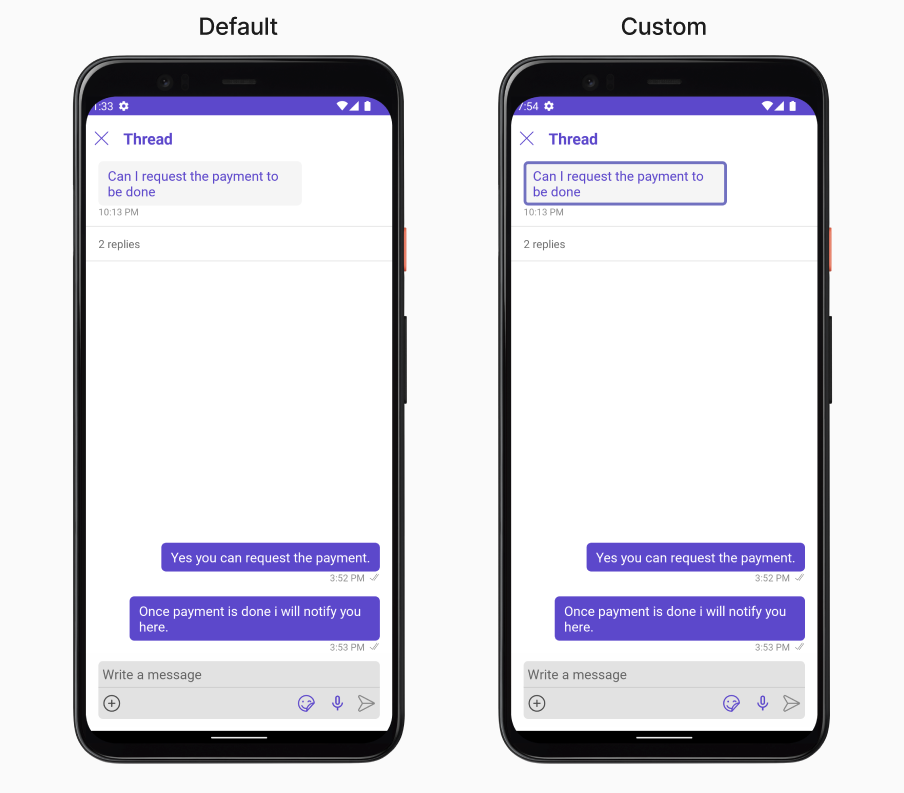 Default
1:33
Thread
Can I request the payment to
be done
10:13 PM
2 replies
Yes you can request the payment.
3:52 PM
Once payment is done i will notify you
here.
3:53 PM
Write a message
Custom
7:54
Thread
Can I request the payment to
be done
10:13 PM
2 replies
Yes you can request the payment.
3:52 PM
Once payment is done i will notify you
here.
3:53 PM
Write a message